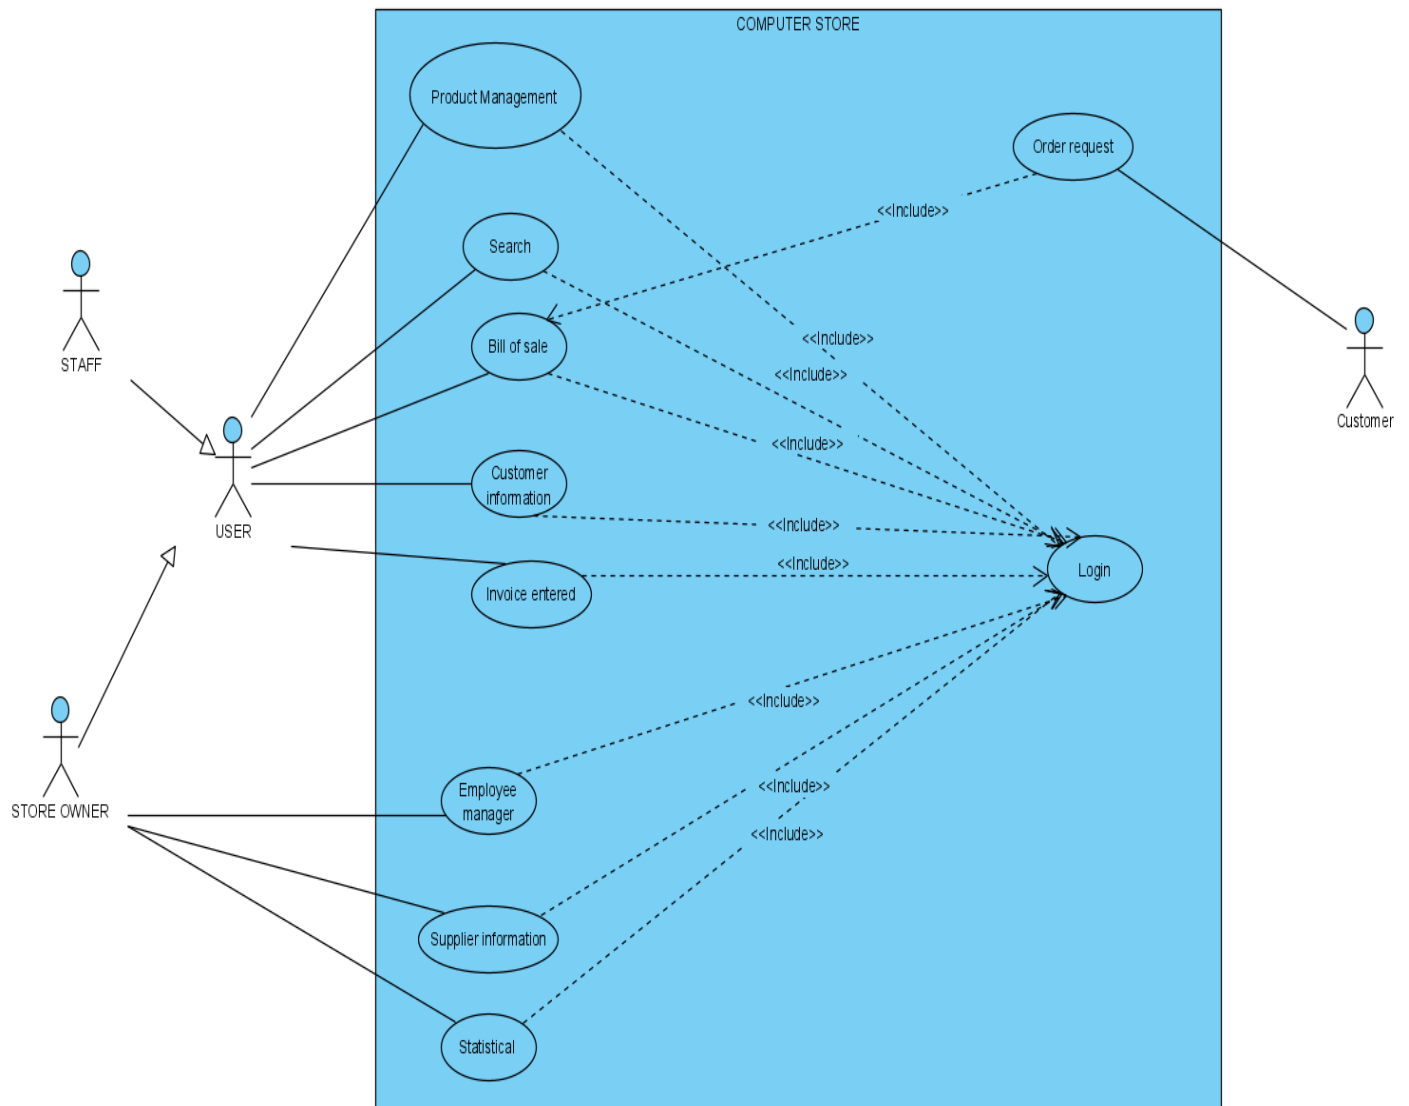 COMPUTER STORE
Product Management
Order request
<<Include>>
Search
STAFF
<<Include>>
Bill of sale
<<Include>>
Customer
<<Include>>
Customer
information
<<Include>>
USER
<<Include>>
Login
Invoice entered
<<Include>>
Employee
manager
<<Include>>
STORE OWNER
<<Include>>
Supplier information
Statistical